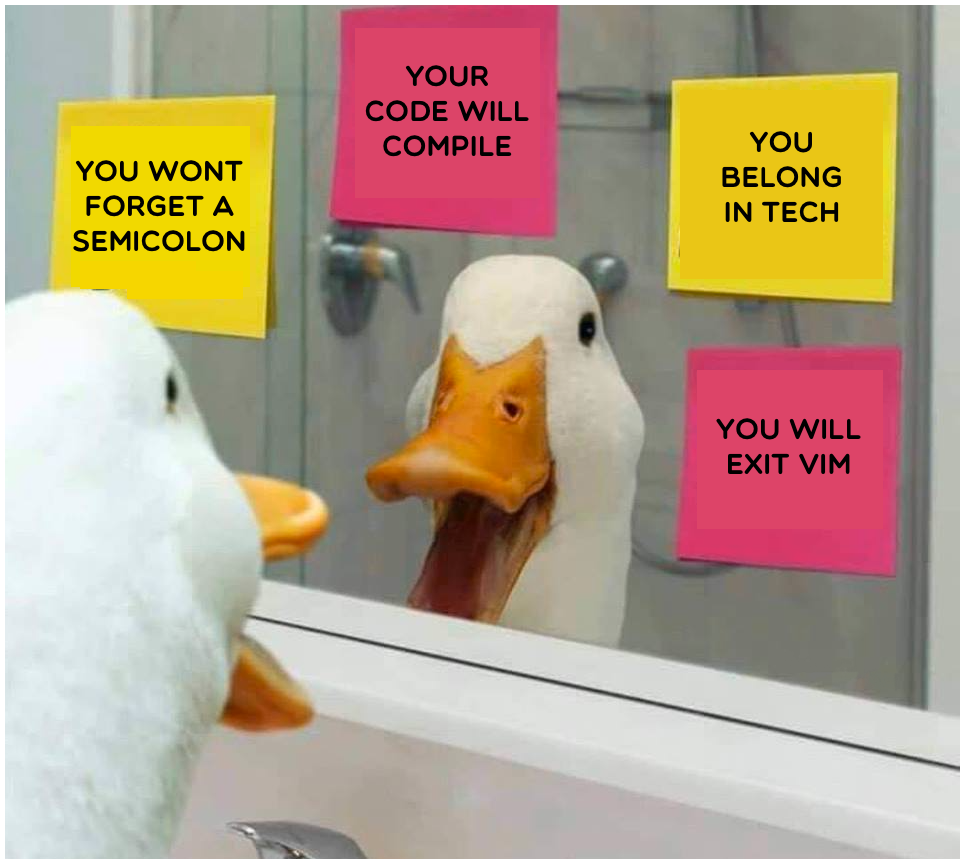 YOU WONT
FORGET A
SEMICOLON
YOUR
CODE WILL
COMPILE
YOU
BELONG
IN TECH
YOU WILL
EXIT VIM